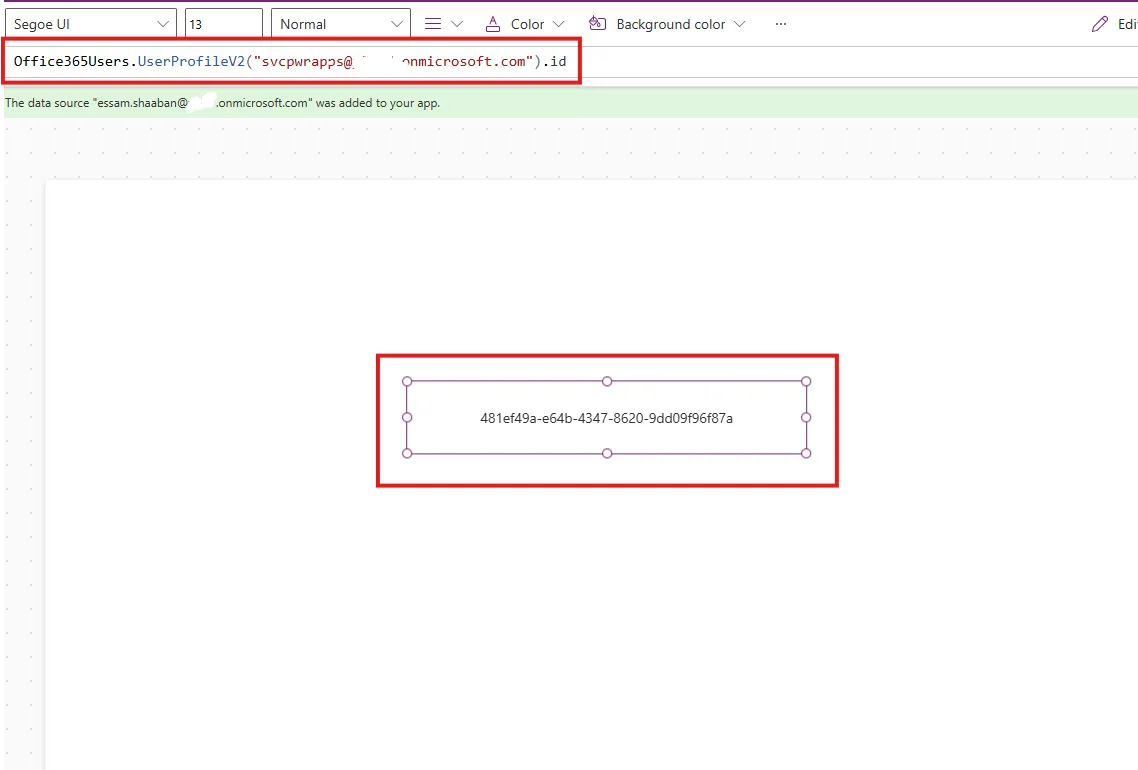 Segoe UI 13 Normal Color Background color ... Edi
Office365Users.UserProfileV2("svcpwrapps@ onmicrosoft.com").id
The data source "essam.shaaban@ .onmicrosoft.com" was added to your app.
481ef49a-e64b-4347-8620-9dd09f96f87a